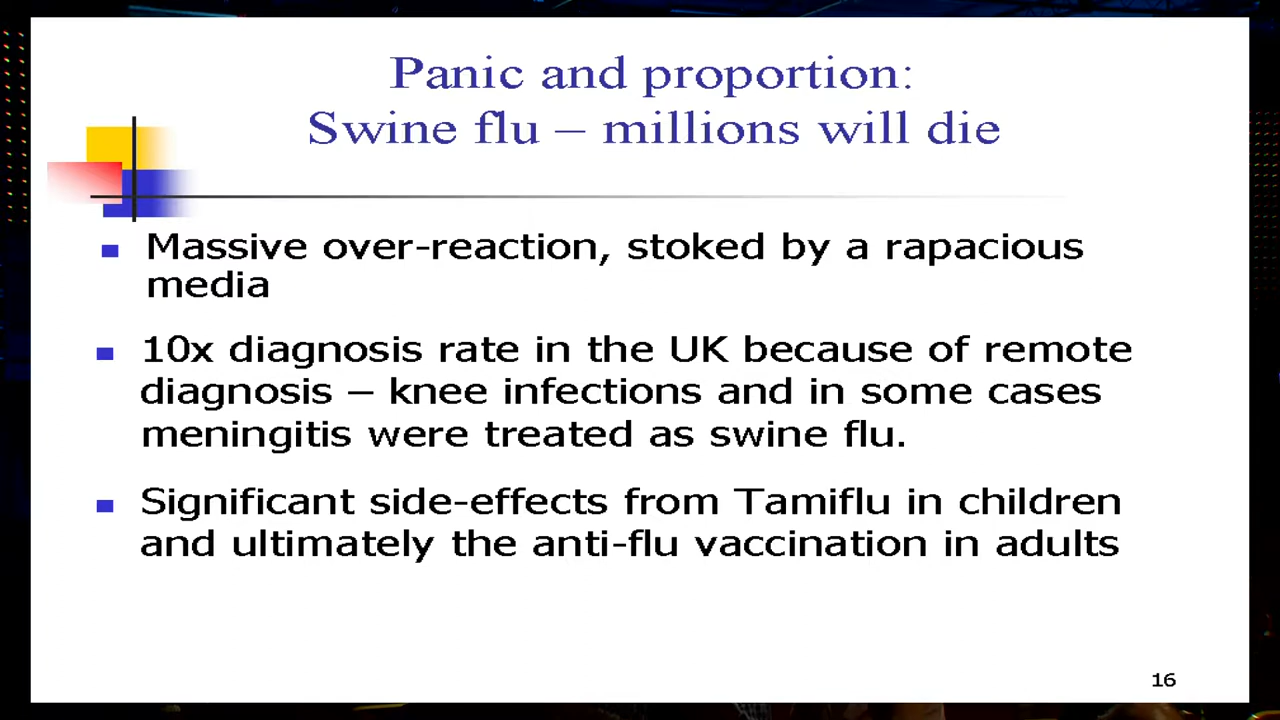 Panic and proportion:
Swine flu – millions will die
Massive over-reaction, stoked by a rapacious
media
10x diagnosis rate in the UK because of remote
diagnosis – knee infections and in some cases
meningitis were treated as swine flu.
Significant side-effects from Tamiflu in children
and ultimately the anti-flu vaccination in adults
16